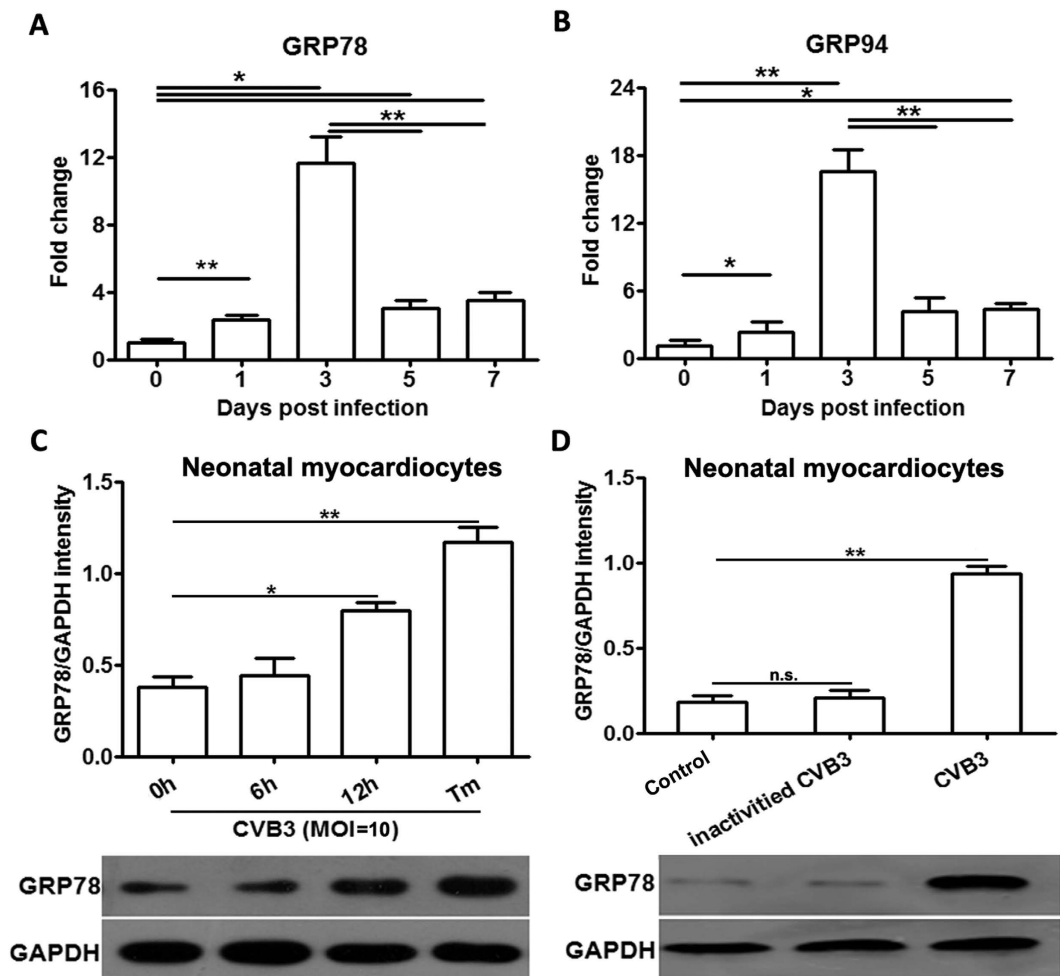 A
GRP78
Fold change
16
12
8
4
0
*
**
**
0 1 3 5 7
Days post infection
B
GRP94
Fold change
24
18
12
6
0
**
*
**
*
0 1 3 5 7
Days post infection
C
Neonatal myocardiocytes
GRP78/GAPDH intensity
1.5
1.0
0.5
0.0
**
*
0h 6h 12h Tm
CVB3 (MOI=10)
GRP78
GAPDH
D
Neonatal myocardiocytes
GRP78/GAPDH intensity
1.5
1.0
0.5
0.0
**
n.s.
Control inactivitied CVB3 CVB3
GRP78
GAPDH